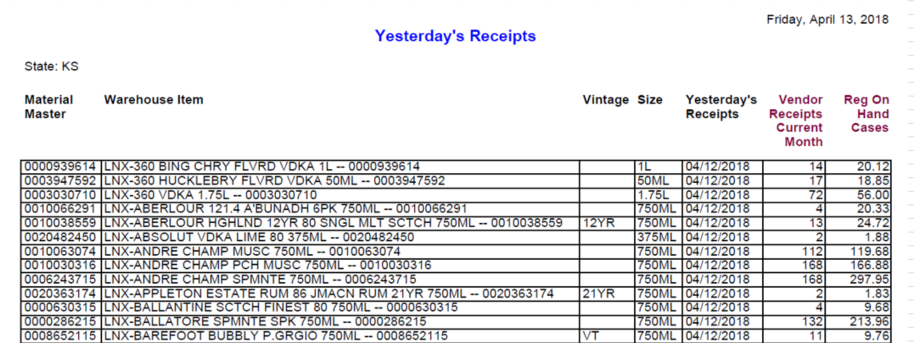 Friday, April 13, 2018
Yesterday's Receipts
State: KS
Material Master Warehouse Item Vintage Size Yesterday's Receipts Vendor Receipts Current Month Reg On Hand Cases
0000939614 LNX-360 BING CHRY FLVRD VDKA 1L -- 0000939614 1L 04/12/2018 14 20.12
0003947592 LNX-360 HUCKLEBRY FLVRD VDKA 50ML -- 0003947592 50ML 04/12/2018 17 18.85
0003030710 LNX-360 VDKA 1.75L -- 0003030710 1.75L 04/12/2018 72 56.00
0010066291 LNX-ABERLOUR 121.4 A'BUNADH 6PK 750ML -- 0010066291 750ML 04/12/2018 4 20.33
0010038559 LNX-ABERLOUR HGHLND 12YR 80 SNGL MLT SCTCH 750ML -- 0010038559 12YR 750ML 04/12/2018 13 24.72
0020482450 LNX-ABSOLUT VDKA LIME 80 375ML -- 0020482450 375ML 04/12/2018 2 1.88
0010063074 LNX-ANDRE CHAMP MUSC 750ML -- 0010063074 750ML 04/12/2018 112 119.68
0010030316 LNX-ANDRE CHAMP PCH MUSC 750ML -- 0010030316 750ML 04/12/2018 168 166.88
0006243715 LNX-ANDRE CHAMP SPMNTE 750ML -- 0006243715 750ML 04/12/2018 168 297.95
0020363174 LNX-APPLETON ESTATE RUM 86 JMACN RUM 21YR 750ML -- 0020363174 21YR 750ML 04/12/2018 2 1.83
0000630315 LNX-BALLANTINE SCTCH FINEST 80 750ML -- 0000630315 750ML 04/12/2018 4 9.68
0000286215 LNX-BALLATORE SPMNTE SPK 750ML -- 0000286215 750ML 04/12/2018 132 213.96
0008652115 LNX-BAREFOOT BUBBLY P.GRGIO 750ML -- 0008652115 VT 750ML 04/12/2018 11 9.76